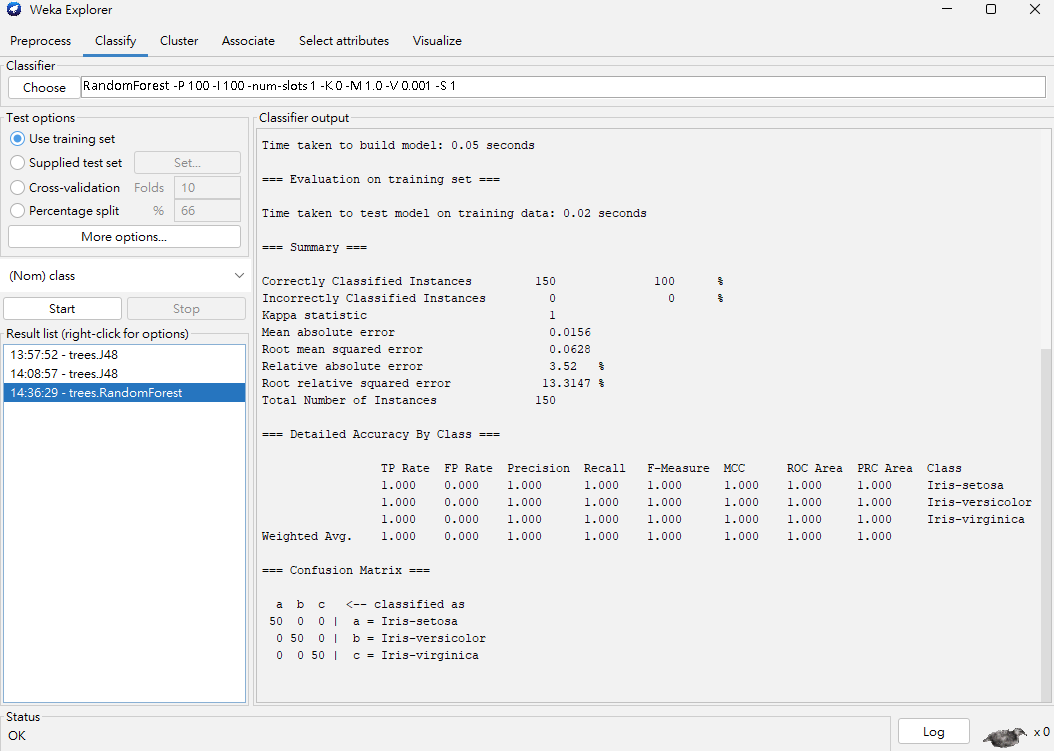 Weka Explorer
Preprocess Classify Cluster Associate Select attributes Visualize
Classifier
Choose RandomForest -P 100 -I 100 -num-slots 1 -K 0 -M 1.0 -V 0.001 -S 1
Test options
Use training set
Supplied test set Set...
Cross-validation Folds 10
Percentage split % 66
More options...
(Nom) class
Start Stop
Result list (right-click for options)
13:57:52 - trees.J48
14:08:57 - trees.J48
14:36:29 - trees.RandomForest
Classifier output
Time taken to build model: 0.05 seconds
=== Evaluation on training set ===
Time taken to test model on training data: 0.02 seconds
=== Summary ===
Correctly Classified Instances 150 100 %
Incorrectly Classified Instances 0 0 %
Kappa statistic 1
Mean absolute error 0.0156
Root mean squared error 0.0628
Relative absolute error 3.52 %
Root relative squared error 13.3147 %
Total Number of Instances 150
=== Detailed Accuracy By Class ===
TP Rate FP Rate Precision Recall F-Measure MCC ROC Area PRC Area Class
1.000 0.000 1.000 1.000 1.000 1.000 1.000 1.000 Iris-setosa
1.000 0.000 1.000 1.000 1.000 1.000 1.000 1.000 Iris-versicolor
1.000 0.000 1.000 1.000 1.000 1.000 1.000 1.000 Iris-virginica
Weighted Avg. 1.000 0.000 1.000 1.000 1.000 1.000 1.000 1.000
=== Confusion Matrix ===
a b c <-- classified as
50 0 0 | a = Iris-setosa
0 50 0 | b = Iris-versicolor
0 0 50 | c = Iris-virginica
Status
OK
Log x 0